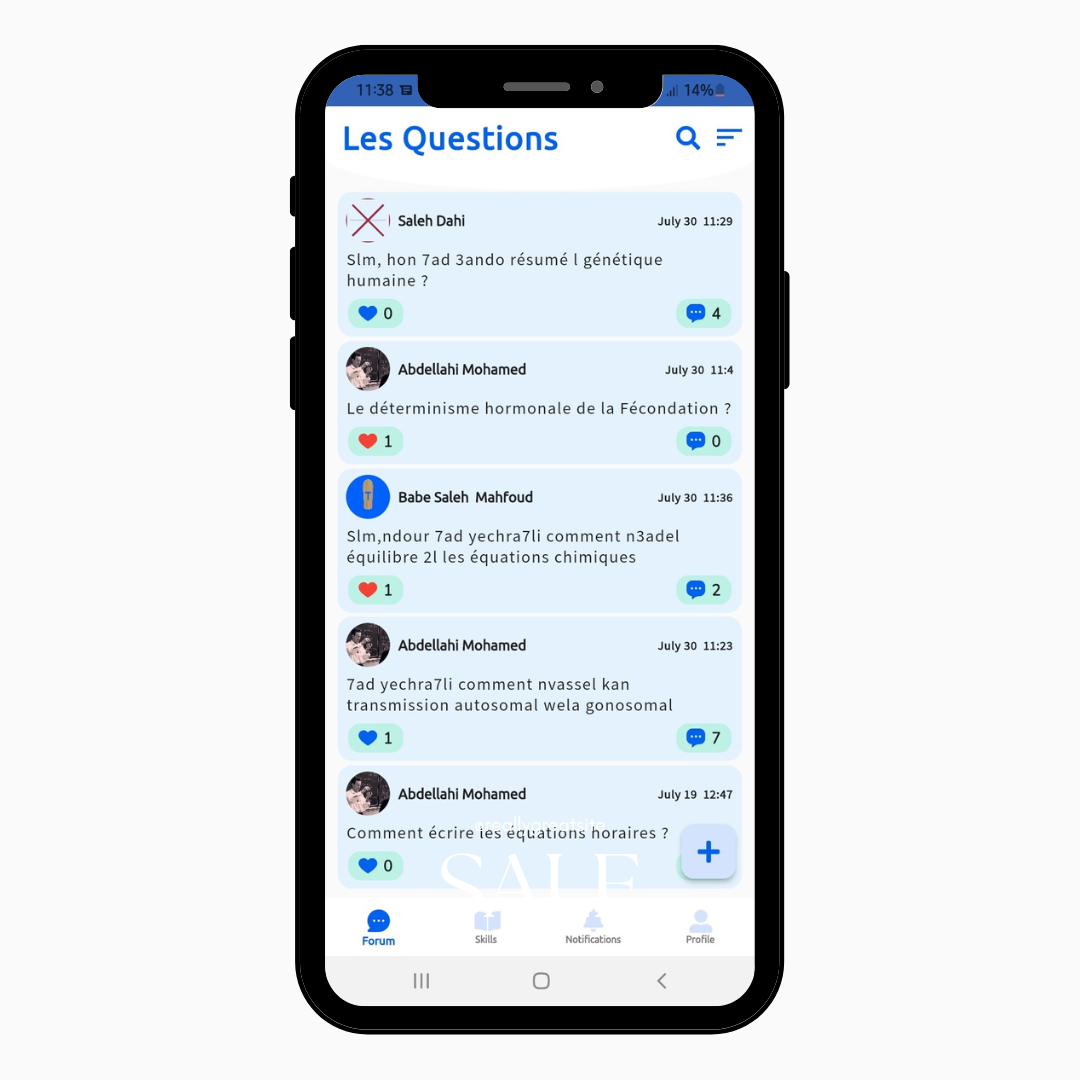 11:38
14%
Les Questions
Saleh Dahi
July 30 11:29
Slm, hon 7ad 3ando résumé l génétique
humaine ?
0
4
Abdellahi Mohamed
July 30 11:4
Le déterminisme hormonale de la Fécondation ?
1
0
T
Babe Saleh Mahfoud
July 30 11:36
Slm,ndour 7ad yechra7li comment n3adel
équilibre 2l les équations chimiques
1
2
Abdellahi Mohamed
July 30 11:23
7ad yechra7li comment nvassel kan
transmission autosomal wela gonosomal
1
7
Abdellahi Mohamed
July 19 12:47
@reallygreatsite
Comment écrire les équations horaires ?
0
SALE
Forum
Skills
Notifications
Profile